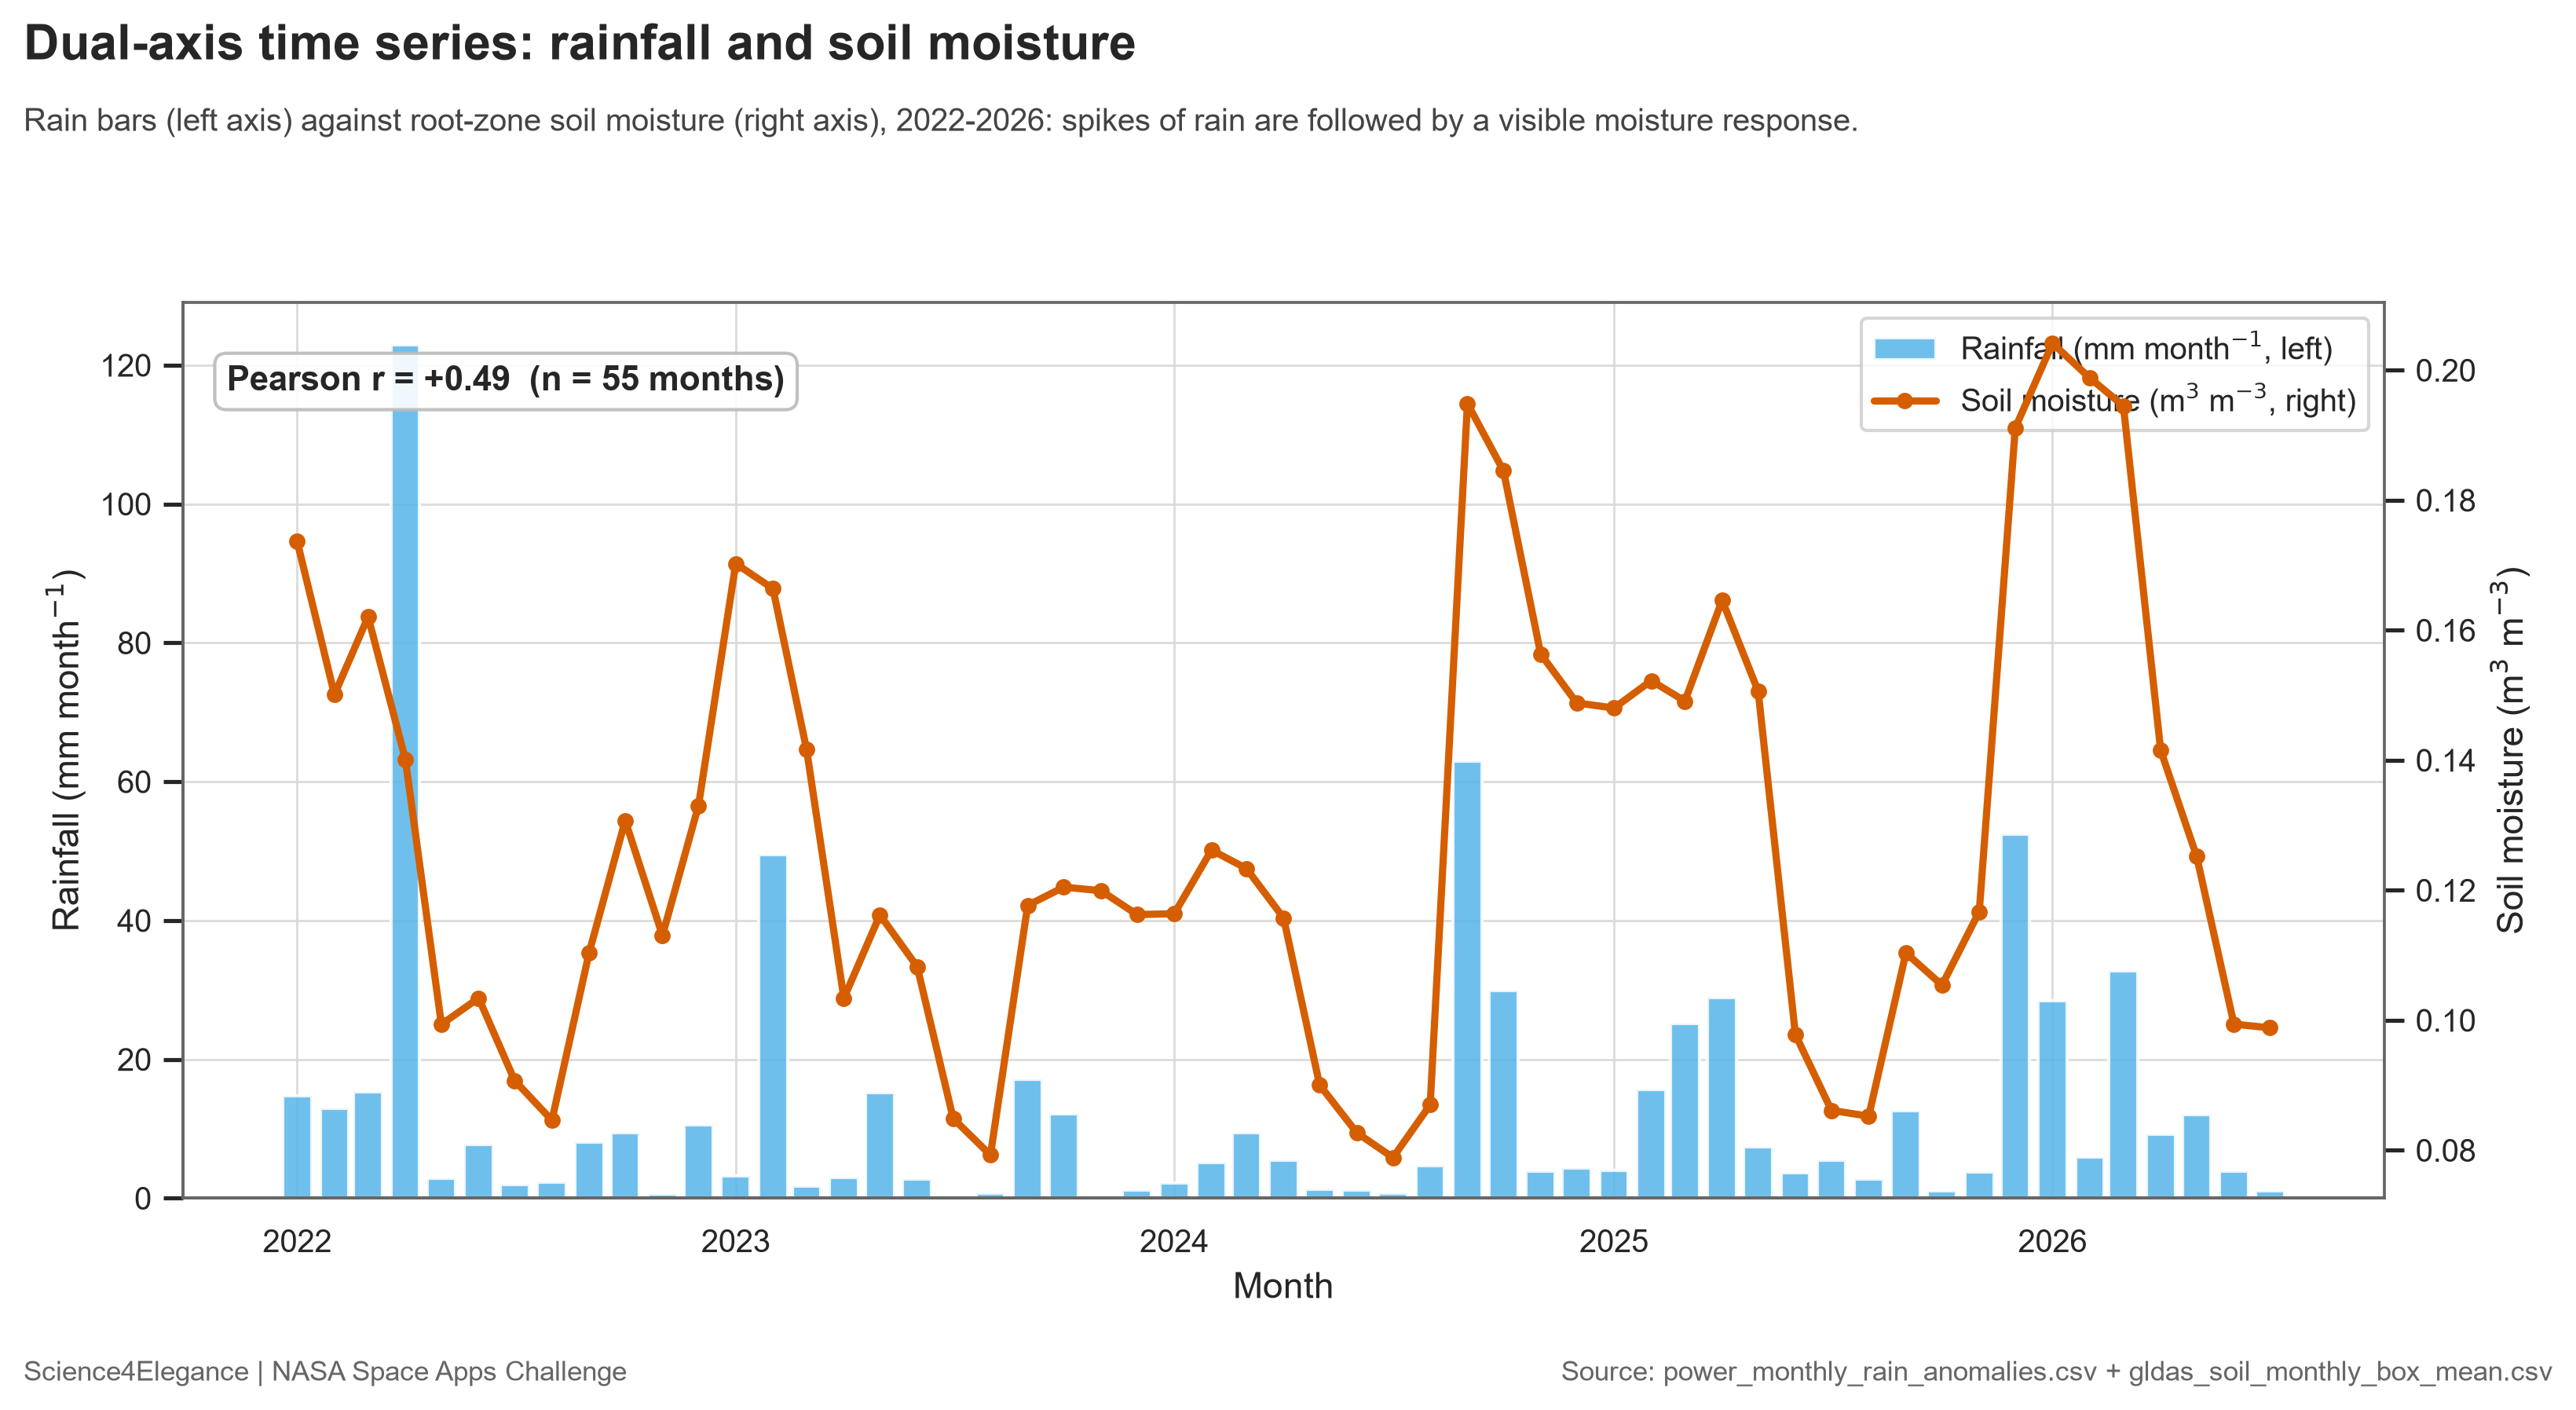 Dual-axis time series: rainfall and soil moisture
Rain bars (left axis) against root-zone soil moisture (right axis), 2022-2026: spikes of rain are followed by a visible moisture response.
Pearson r = +0.49 (n = 55 months)
Rainfall (mm month⁻¹, left)
Soil moisture (m³ m⁻³, right)
120
100
80
60
40
20
0
Rainfall (mm month⁻¹)
0.20
0.18
0.16
0.14
0.12
0.10
0.08
Soil moisture (m³ m⁻³)
2022 2023 2024 2025 2026
Month
Science4Elegance | NASA Space Apps Challenge
Source: power_monthly_rain_anomalies.csv + gldas_soil_monthly_box_mean.csv